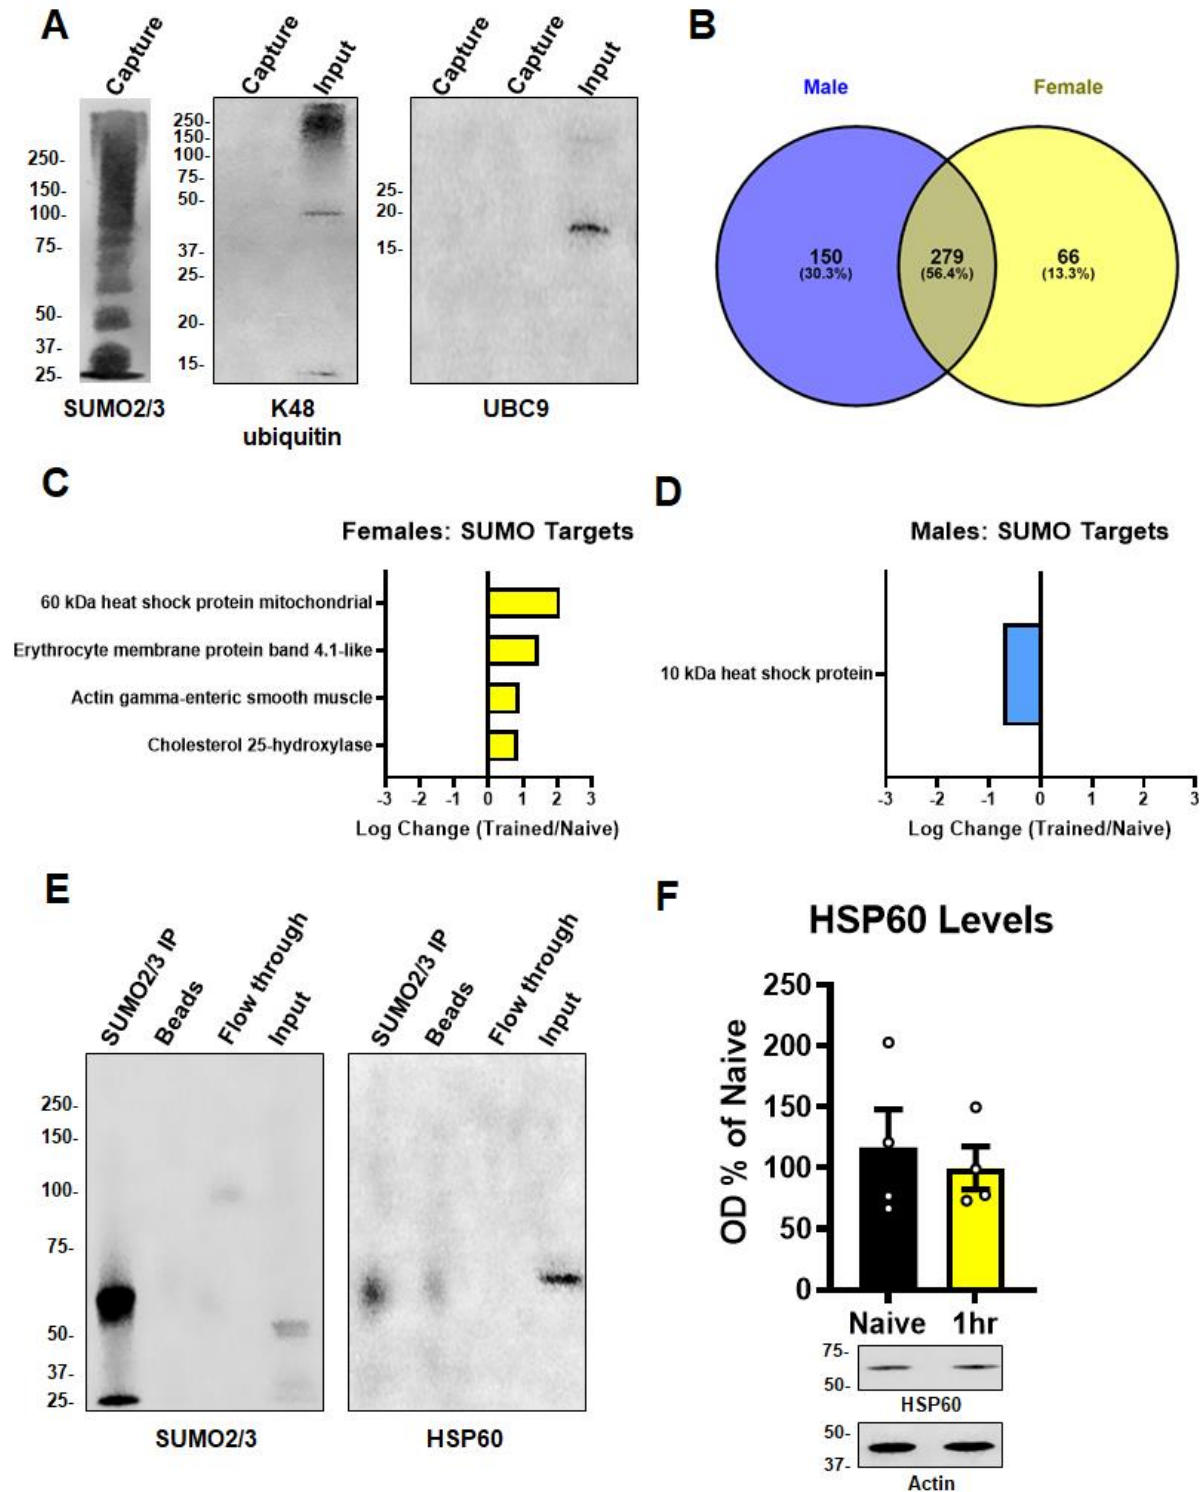 A
Capture
Capture
Input
Capture
Capture
Input
250-
150-
100-
75-
50-
37-
25-
250-
150-
100-
75-
50-
37-
25-
20-
15-
25-
20-
15-
SUMO2/3
K48
ubiquitin
UBC9
B
Male
Female
150
(30.3%)
279
(56.4%)
66
(13.3%)
C
Females: SUMO Targets
60 kDa heat shock protein mitochondrial
Erythrocyte membrane protein band 4.1-like
Actin gamma-enteric smooth muscle
Cholesterol 25-hydroxylase
-3 -2 -1 0 1 2 3
Log Change (Trained/Naive)
D
Males: SUMO Targets
10 kDa heat shock protein
-3 -2 -1 0 1 2 3
Log Change (Trained/Naive)
E
SUMO2/3 IP
Beads
Flow through
Input
SUMO2/3 IP
Beads
Flow through
Input
250-
150-
100-
75-
50-
37-
25-
SUMO2/3
HSP60
F
HSP60 Levels
OD % of Naive
250
200
150
100
50
0
Naive 1hr
75-
50-
HSP60
50-
37-
Actin